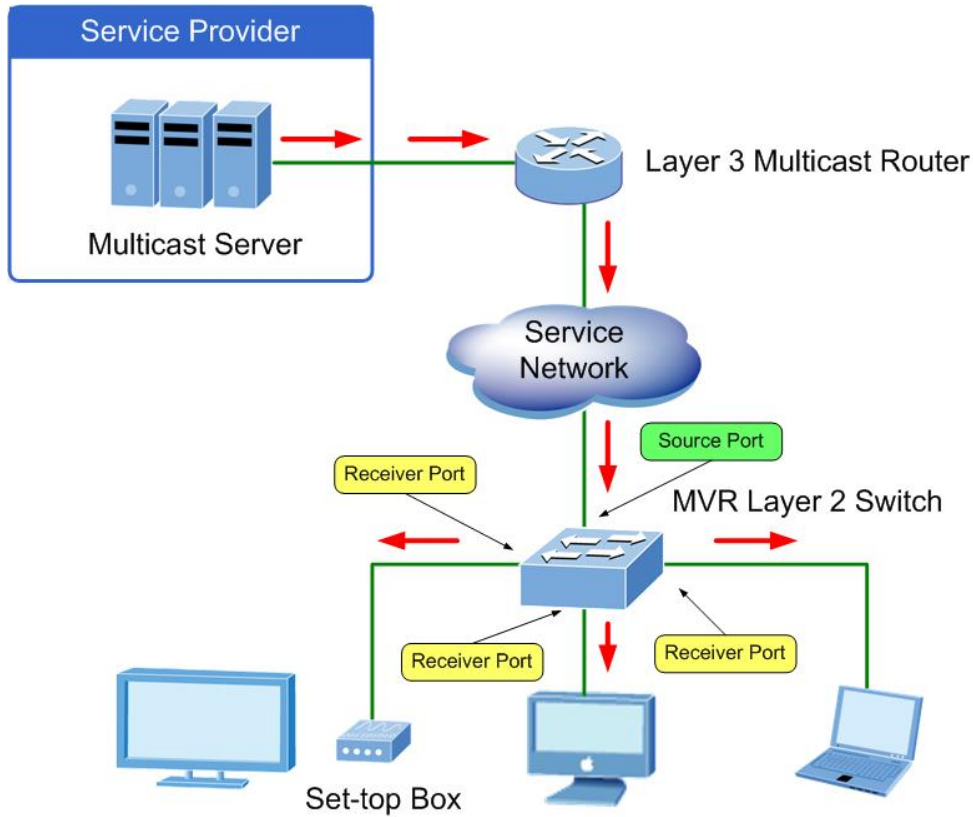 Service Provider
Multicast Server
Layer 3 Multicast Router
Service
Network
Source Port
Receiver Port
MVR Layer 2 Switch
Receiver Port
Receiver Port
Set-top Box